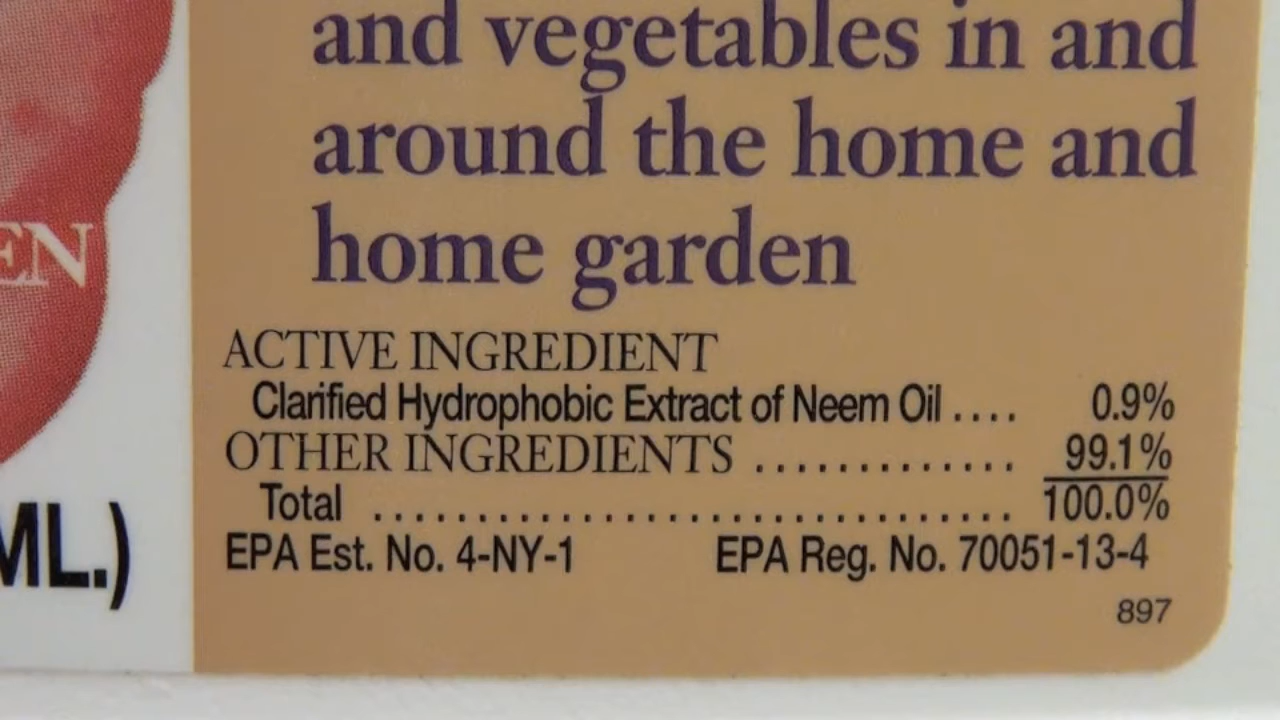 and vegetables in and
around the home and
home garden
EN
ACTIVE INGREDIENT
Clarified Hydrophobic Extract of Neem Oil .... 0.9%
OTHER INGREDIENTS ............. 99.1%
Total ................................. 100.0%
ML.)
EPA Est. No. 4-NY-1 EPA Reg. No. 70051-13-4
897